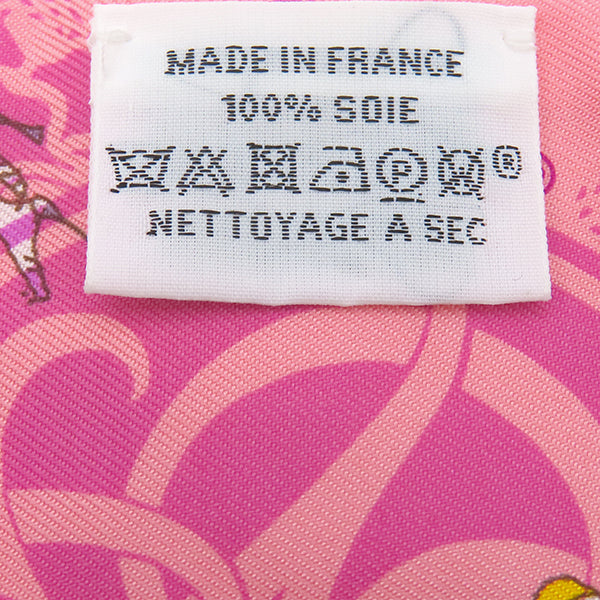 MADE IN FRANCE
100% SOIE
P ®
NETTOYAGE A SEC